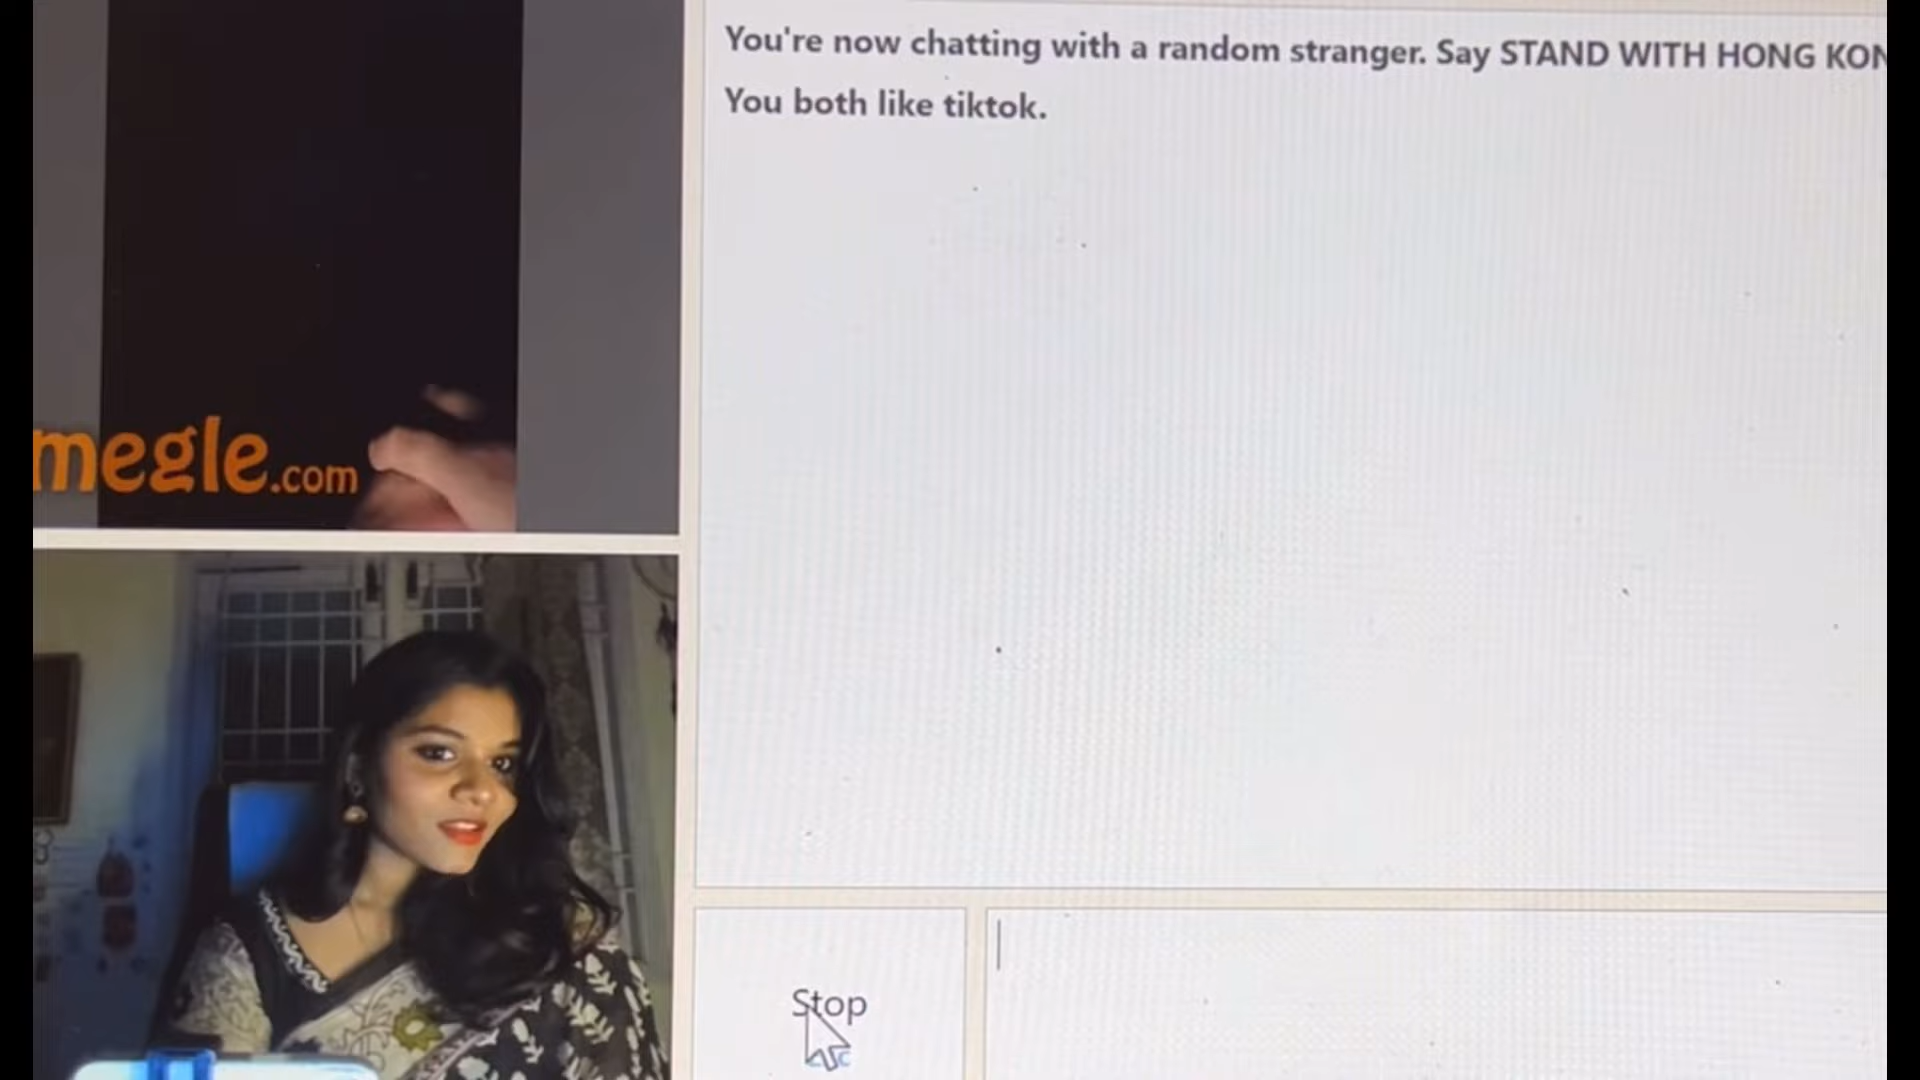 You're now chatting with a random stranger. Say STAND WITH HONG KON
You both like tiktok.
megle.com
Stop